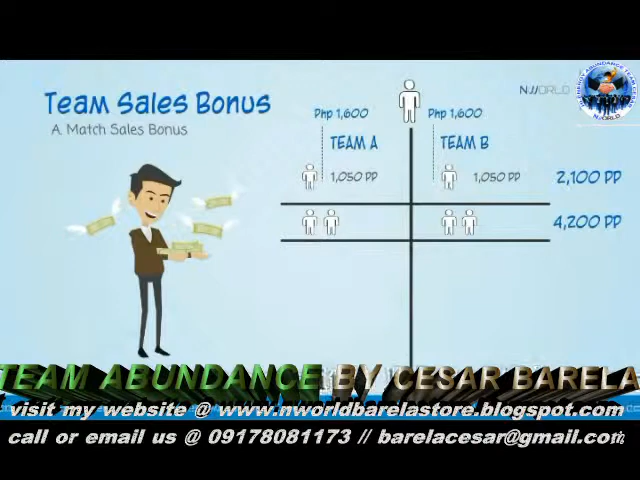 Team Sales Bonus
A. Match Sales Bonus
NWORLD
Php 1,600
Php 1,600
TEAM A
TEAM B
1,050 PP
1,050 PP
2,100 PP
4,200 PP
TEAM ABUNDANCE BY CESAR BARELA
visit my website @ www.nworldbarelastore.blogspot.com
call or email us @ 09178081173 // barelacesar@gmail.com